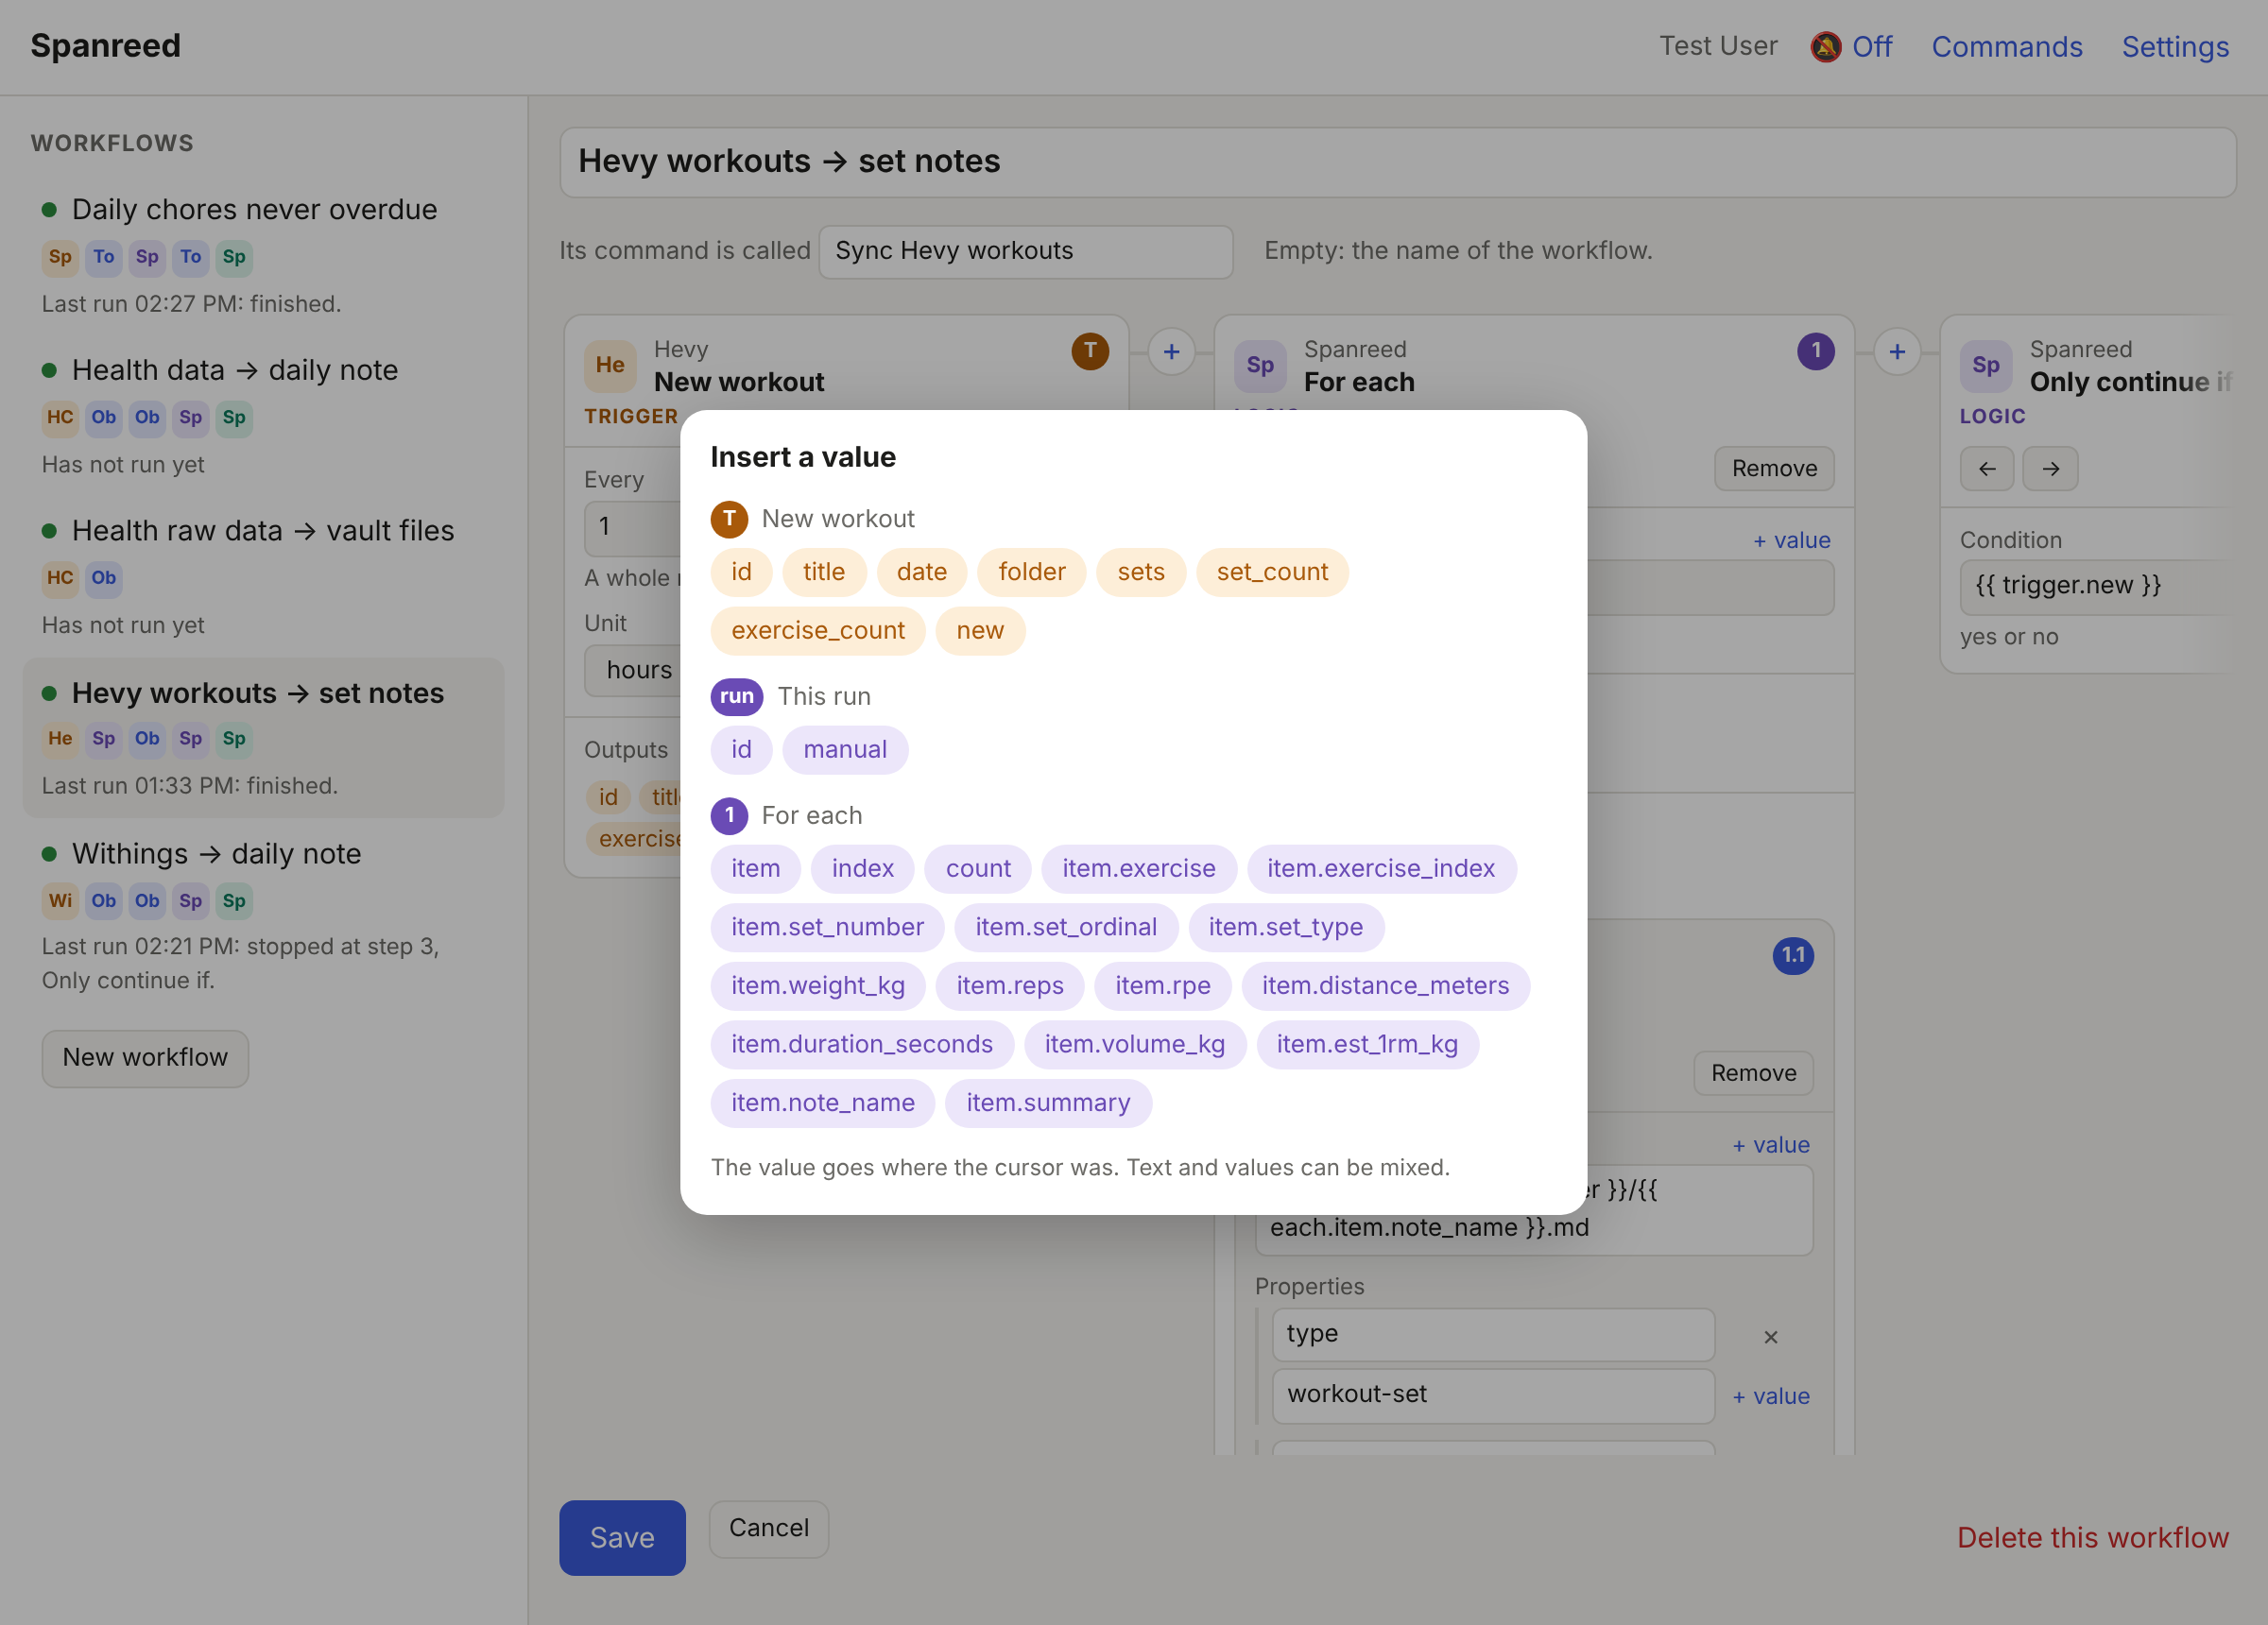 Spanreed
Test User
Off
Commands
Settings
WORKFLOWS
Daily chores never overdue
Sp To Sp To Sp
Last run 02:27 PM: finished.
Health data → daily note
HC Ob Ob Sp Sp
Has not run yet
Health raw data → vault files
HC Ob
Has not run yet
Hevy workouts → set notes
He Sp Ob Sp Sp
Last run 01:33 PM: finished.
Withings → daily note
Wi Ob Ob Sp Sp
Last run 02:21 PM: stopped at step 3,
Only continue if.
New workflow
Hevy workouts → set notes
Its command is called
Sync Hevy workouts
Empty: the name of the workflow.
He
Hevy
New workout
T
TRIGGER
Every
1
A whole
Unit
hours
Outputs
id
exercise
+
Sp
Spanreed
For each
1
Remove
+ value
1.1
Remove
+ value
}}/{{
each.item.note_name }}.md
Properties
type
×
workout-set
+ value
+
Sp
Spanreed
Only continue if
LOGIC
← →
Condition
{{ trigger.new }}
yes or no
Insert a value
T New workout
id title date folder sets set_count
exercise_count new
run This run
id manual
1 For each
item index count item.exercise item.exercise_index
item.set_number item.set_ordinal item.set_type
item.weight_kg item.reps item.rpe item.distance_meters
item.duration_seconds item.volume_kg item.est_1rm_kg
item.note_name item.summary
The value goes where the cursor was. Text and values can be mixed.
Save
Cancel
Delete this workflow